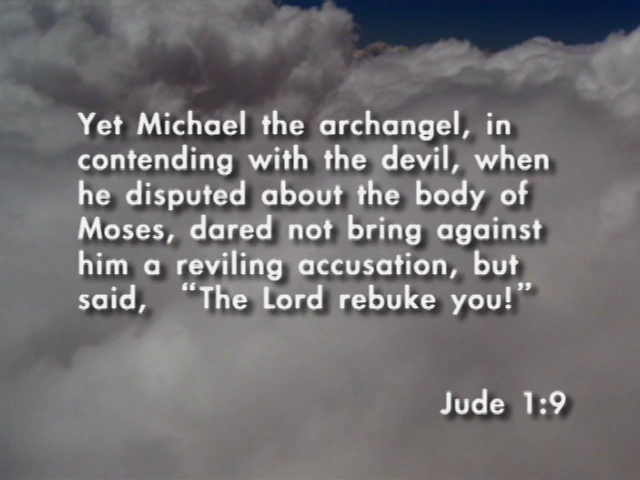 Yet Michael the archangel, in
contending with the devil, when
he disputed about the body of
Moses, dared not bring against
him a reviling accusation, but
said, “The Lord rebuke you!”
Jude 1:9